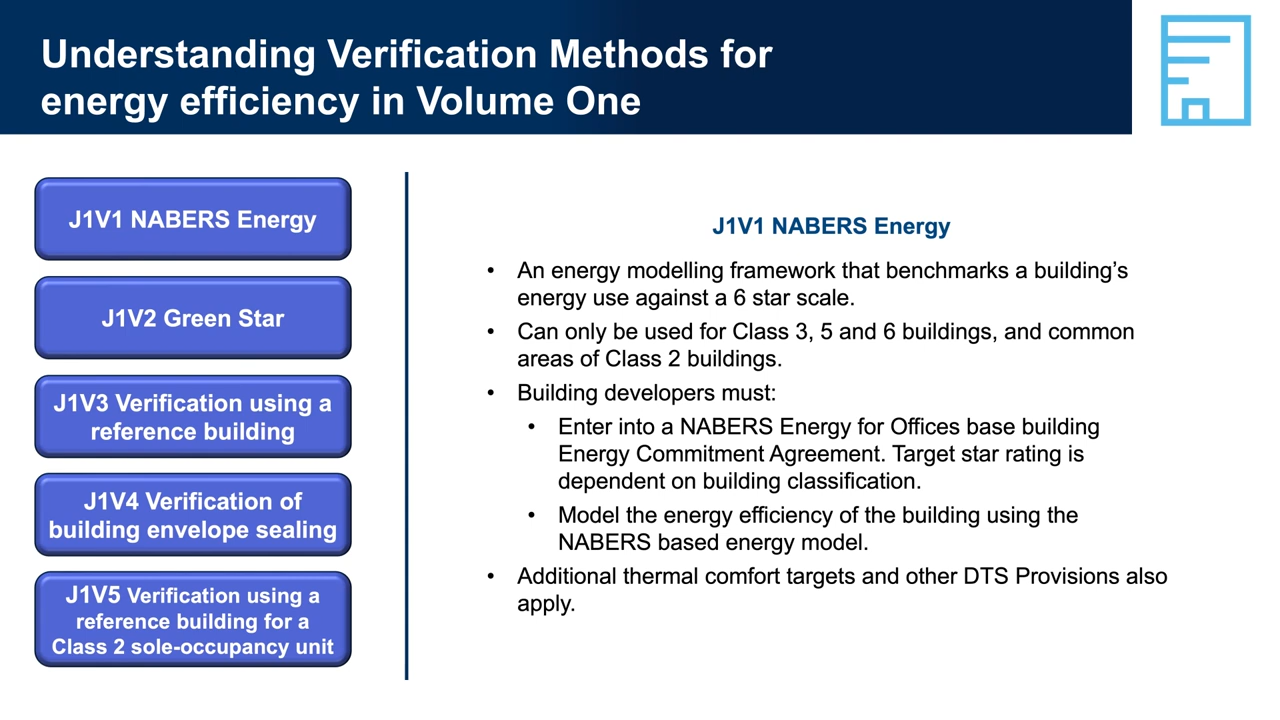 Understanding Verification Methods for
energy efficiency in Volume One
J1V1 NABERS Energy
J1V2 Green Star
J1V3 Verification using a
reference building
J1V4 Verification of
building envelope sealing
J1V5 Verification using a
reference building for a
Class 2 sole-occupancy unit
J1V1 NABERS Energy
• An energy modelling framework that benchmarks a building’s
energy use against a 6 star scale.
• Can only be used for Class 3, 5 and 6 buildings, and common
areas of Class 2 buildings.
• Building developers must:
• Enter into a NABERS Energy for Offices base building
Energy Commitment Agreement. Target star rating is
dependent on building classification.
• Model the energy efficiency of the building using the
NABERS based energy model.
• Additional thermal comfort targets and other DTS Provisions also
apply.